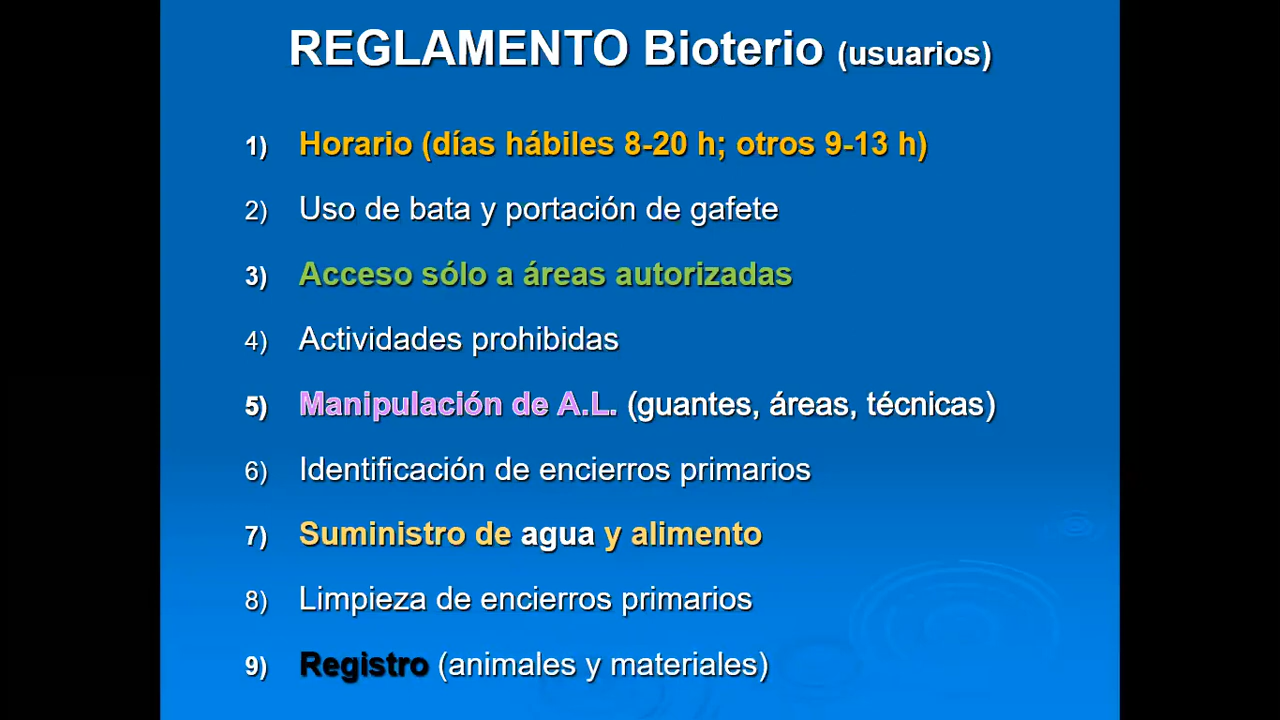 REGLAMENTO Bioterio (usuarios)
1) Horario (días hábiles 8-20 h; otros 9-13 h)
2) Uso de bata y portación de gafete
3) Acceso sólo a áreas autorizadas
4) Actividades prohibidas
5) Manipulación de A.L. (guantes, áreas, técnicas)
6) Identificación de encierros primarios
7) Suministro de agua y alimento
8) Limpieza de encierros primarios
9) Registro (animales y materiales)